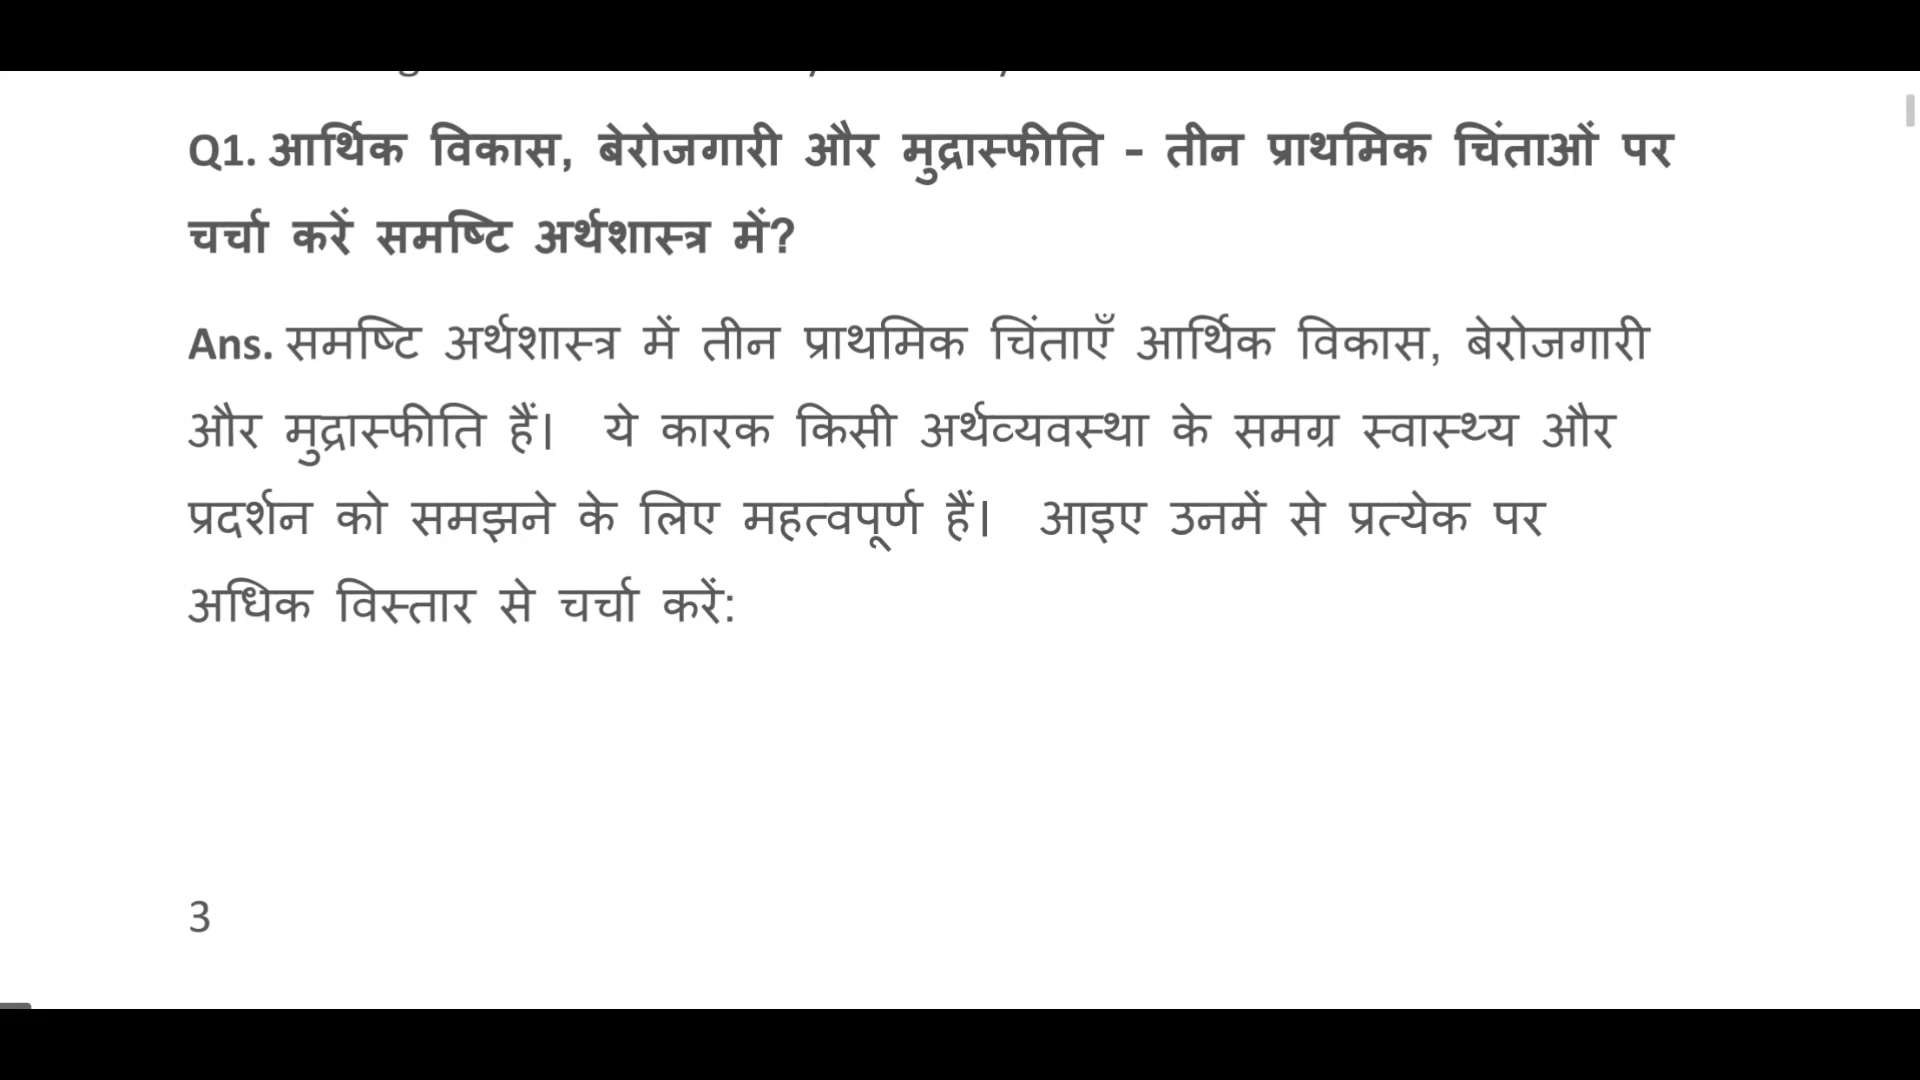 Q1. आर्थिक विकास, बेरोजगारी और मुद्रास्फीति - तीन प्राथमिक चिंताओं पर
चर्चा करें समष्टि अर्थशास्त्र में?
Ans. समष्टि अर्थशास्त्र में तीन प्राथमिक चिंताएँ आर्थिक विकास, बेरोजगारी
और मुद्रास्फीति हैं। ये कारक किसी अर्थव्यवस्था के समग्र स्वास्थ्य और
प्रदर्शन को समझने के लिए महत्वपूर्ण हैं। आइए उनमें से प्रत्येक पर
अधिक विस्तार से चर्चा करें:
3